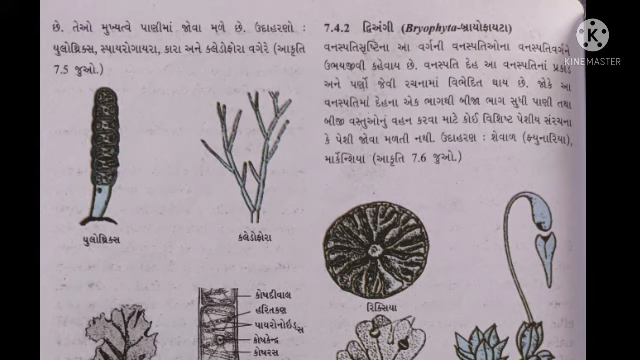 છે. તેઓ મુખ્યત્વે પાણીમાં જોવા મળે છે. ઉદાહરણો :
યુલોથ્રિક્સ, સ્પાયરોગાયરા, કારા અને ક્લેડોફોરા વગેરે (આકૃતિ
7.5 જુઓ.)
યુલોથ્રિક્સ
ક્લેડોફોરા
કોષદીવાલ
હરિતકણ
પાયરોનોઇડ્સ
કોષકેન્દ્ર
કોષરસ
7.4.2 દ્વિઅંગી (Bryophyta-બ્રાયોફાયટા)
વનસ્પતિસૃષ્ટિના આ વર્ગની વનસ્પતિઓના વનસ્પતિવર્ગને
ઉભયજીવી કહેવાય છે. વનસ્પતિ દેહ આ વનસ્પતિનાં પ્રકાંડ
અને પર્ણો જેવી રચનામાં વિભેદિત થાય છે. જોકે આ
વનસ્પતિમાં દેહના એક ભાગથી બીજા ભાગ સુધી પાણી તથા
બીજી વસ્તુઓનું વહન કરવા માટે કોઈ વિશિષ્ટ પેશીય સંરચના
કે પેશી જોવા મળતી નથી. ઉદાહરણ : શેવાળ (ફ્યુનારિયા),
માર્કેન્શિયા (આકૃતિ 7.6 જુઓ.)
રિક્સિયા
KINEMASTER